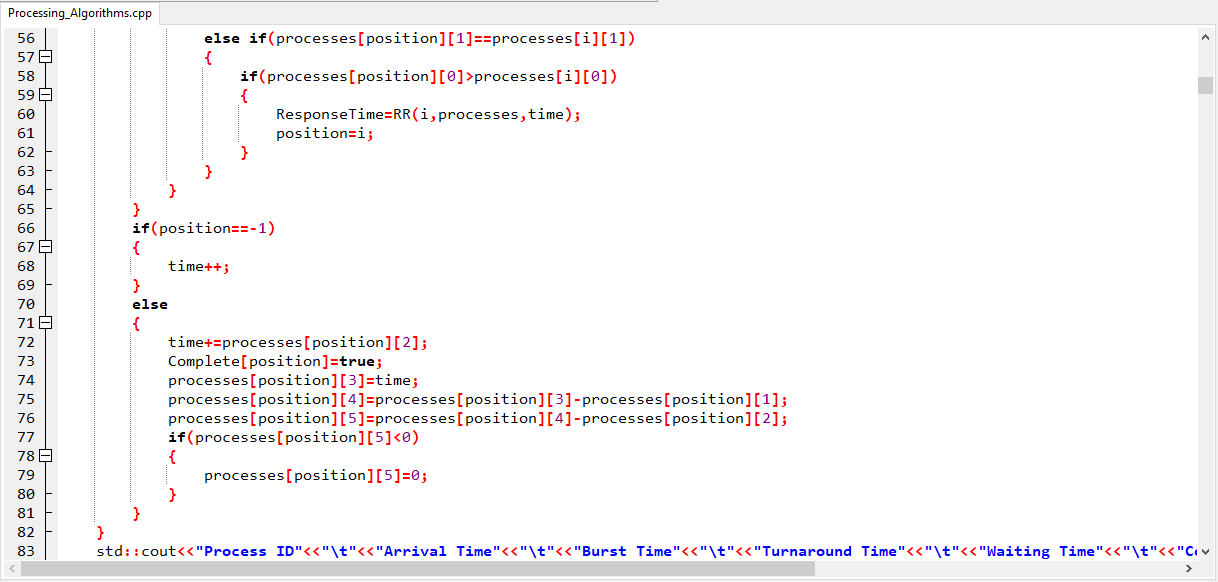 Processing_Algorithms.cpp
56 else if(processes[position][1]==processes[i][1])
57 {
58 if(processes[position][0]>processes[i][0])
59 {
60 ResponseTime=RR(i,processes,time);
61 position=i;
62 }
63 }
64 }
65 }
66 if(position==-1)
67 {
68 time++;
69 }
70 else
71 {
72 time+=processes[position][2];
73 Complete[position]=true;
74 processes[position][3]=time;
75 processes[position][4]=processes[position][3]-processes[position][1];
76 processes[position][5]=processes[position][4]-processes[position][2];
77 if(processes[position][5]<0)
78 {
79 processes[position][5]=0;
80 }
81 }
82 }
83 std::cout<<"Process ID"<<"\t"<<"Arrival Time"<<"\t"<<"Burst Time"<<"\t"<<"Turnaround Time"<<"\t"<<"Waiting Time"<<"\t"<<"Co